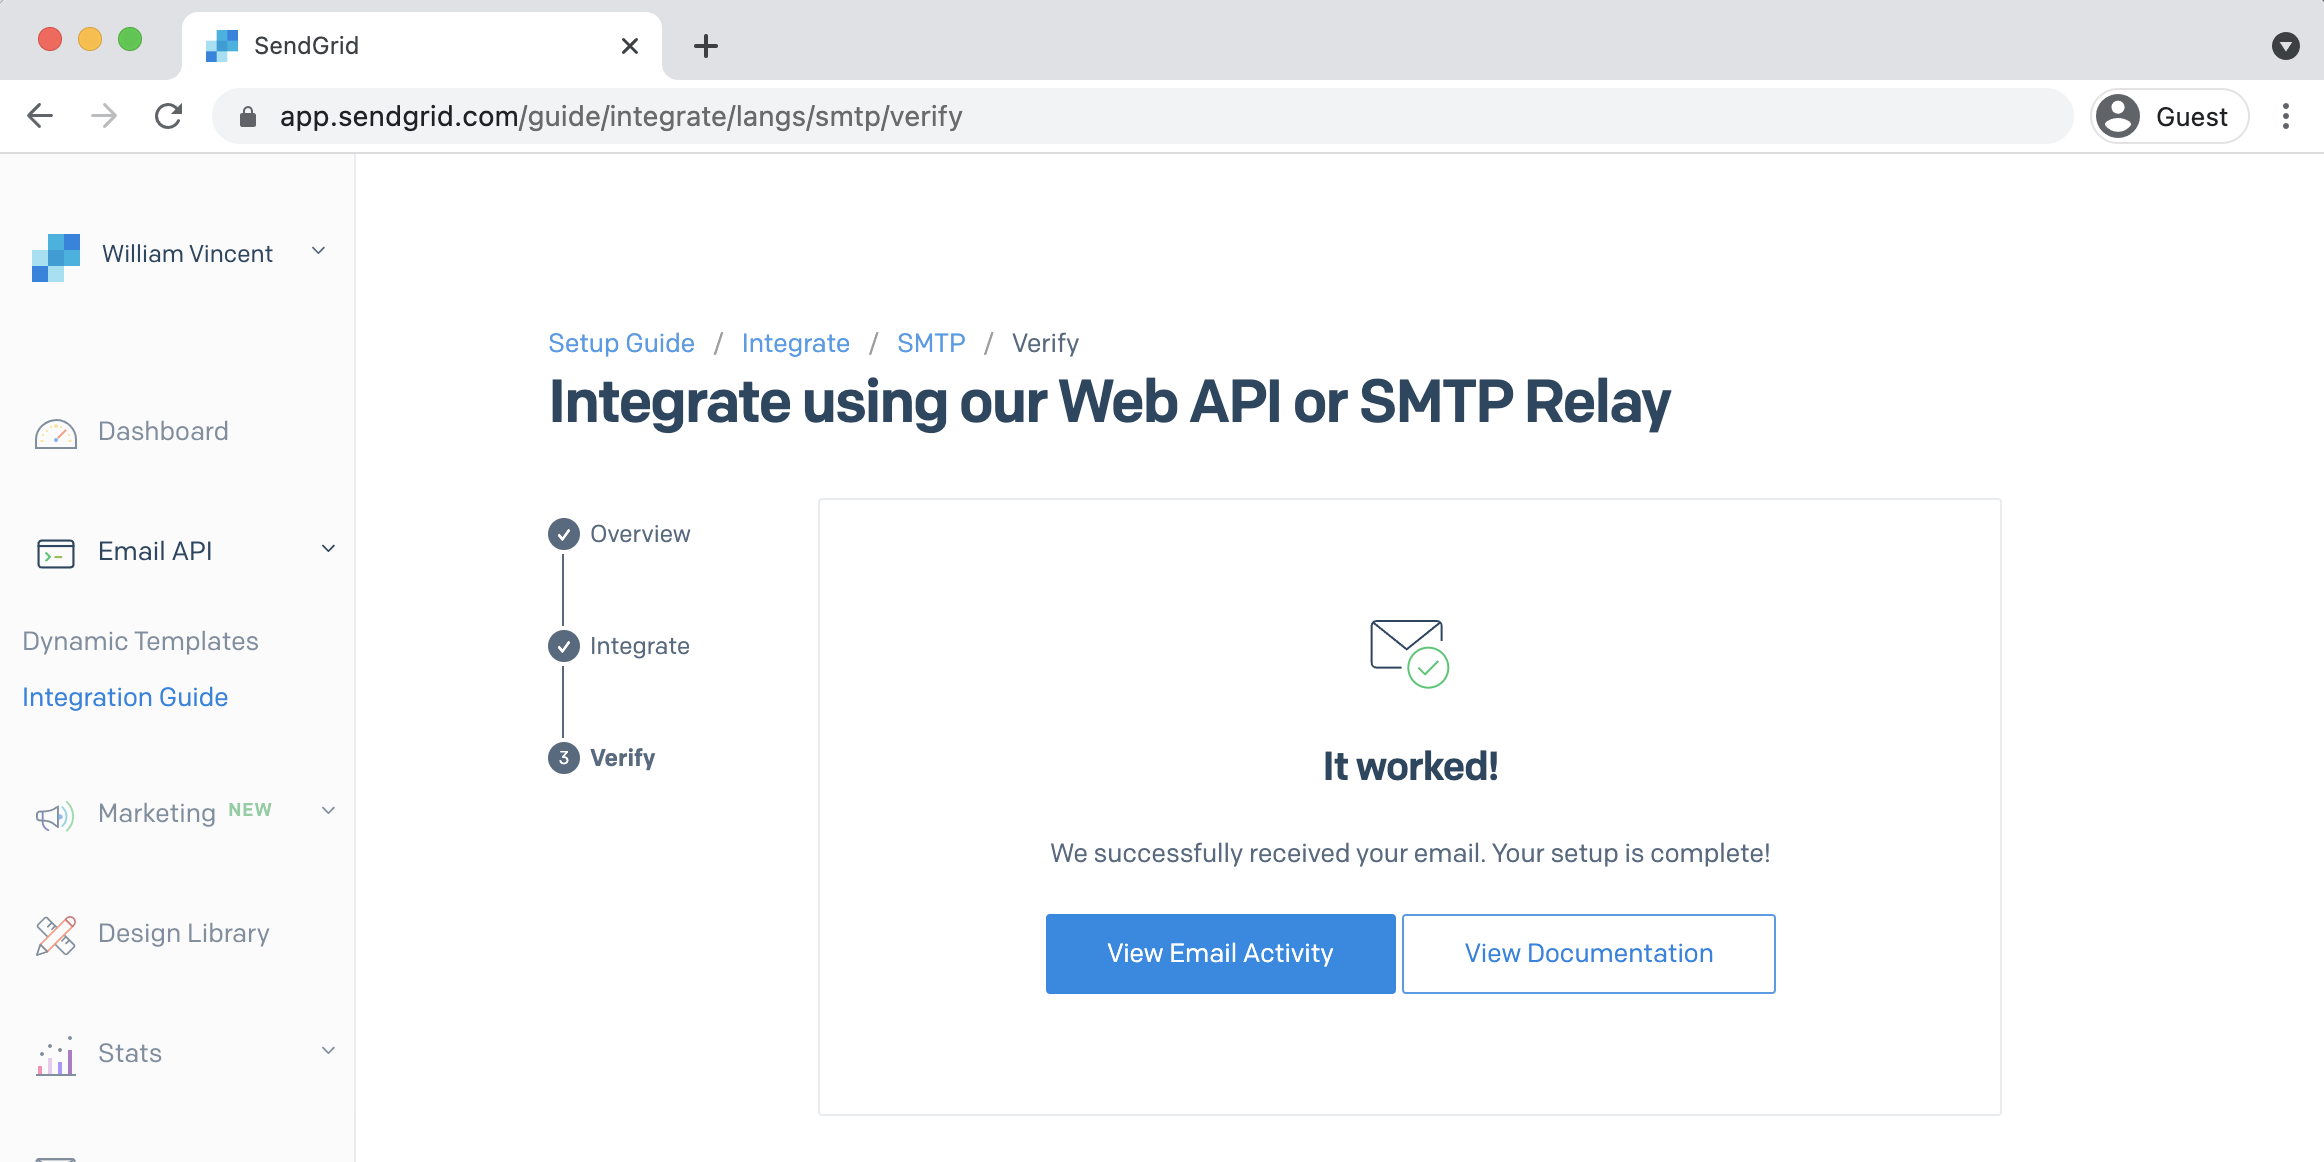 SendGrid
app.sendgrid.com/guide/integrate/langs/smtp/verify
Guest
William Vincent
Dashboard
Email API
Dynamic Templates
Integration Guide
Marketing NEW
Design Library
Stats
Setup Guide / Integrate / SMTP / Verify
Integrate using our Web API or SMTP Relay
Overview
Integrate
3 Verify
It worked!
We successfully received your email. Your setup is complete!
View Email Activity
View Documentation